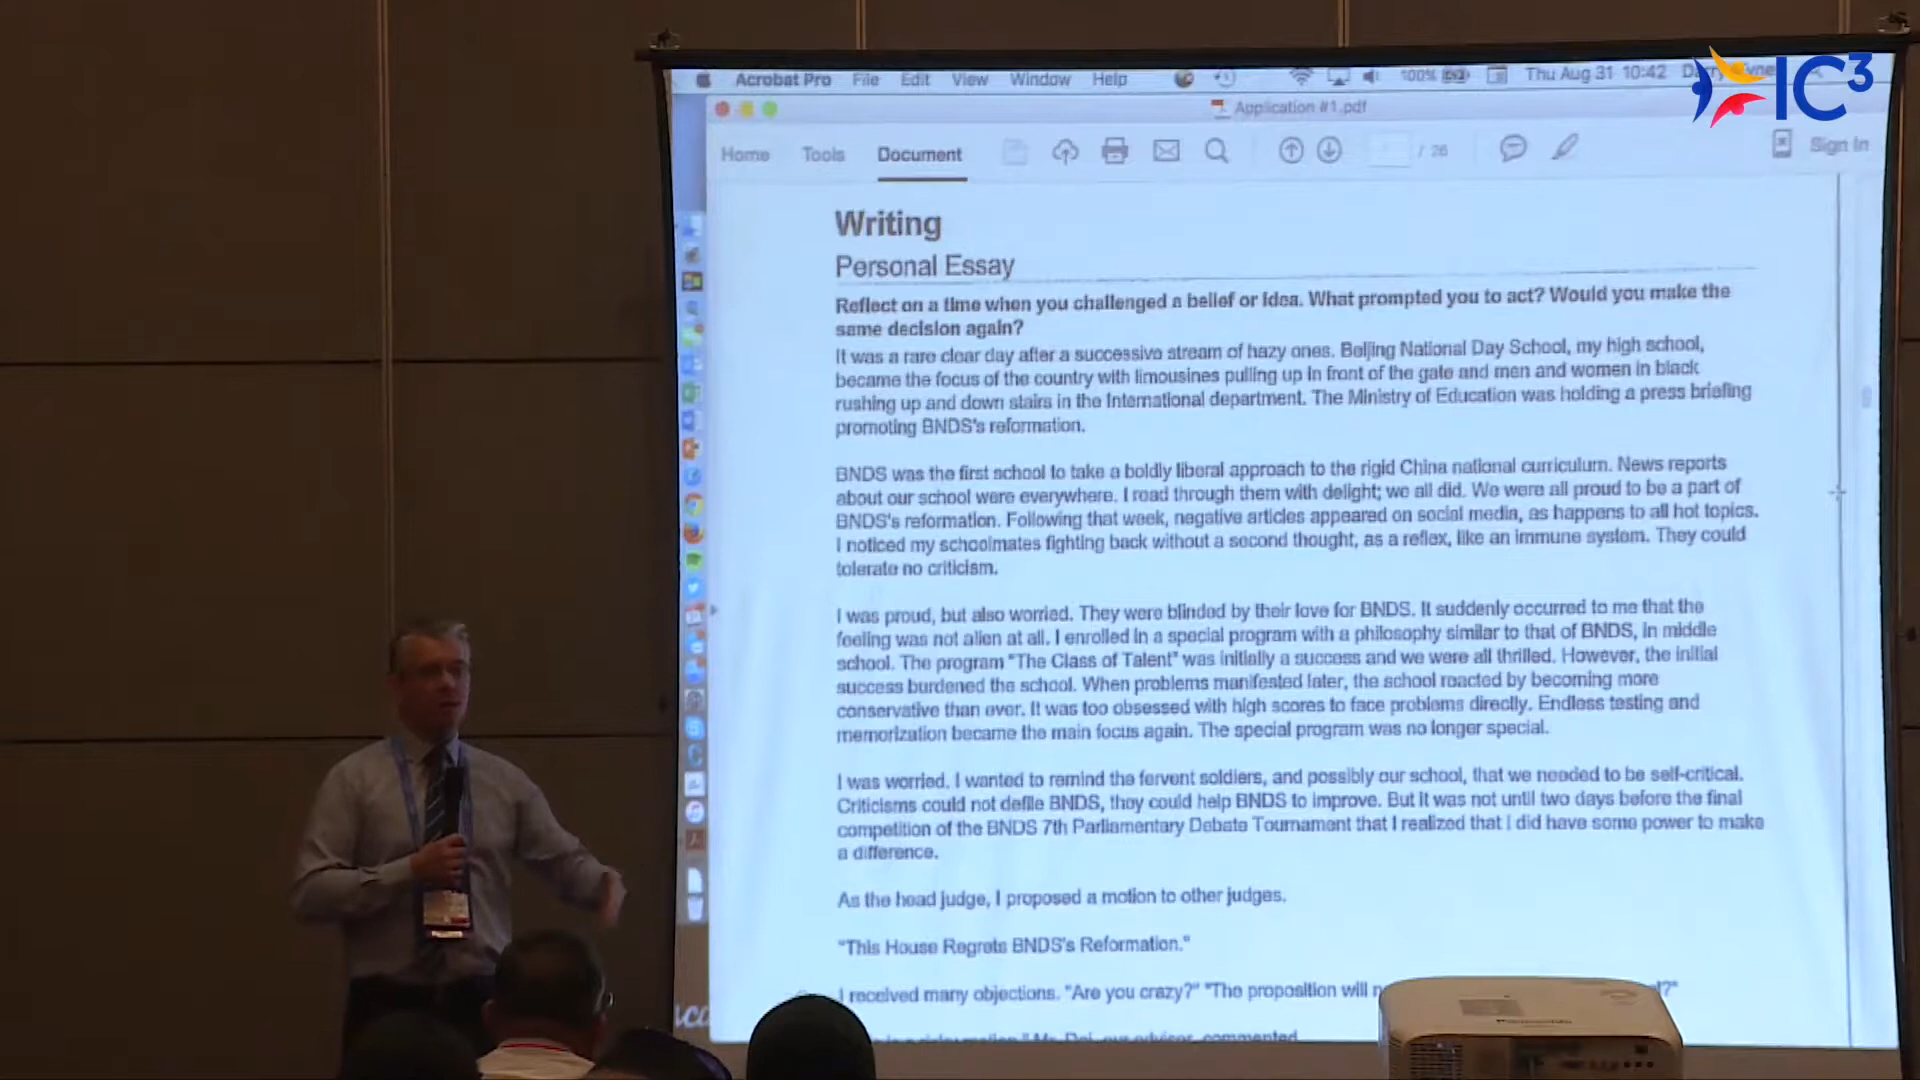 Acrobat Pro File Edit View Window Help 100% Thu Aug 31 10:42
IC3
Application #1.pdf
Home Tools Document / 26 Sign In
Writing
Personal Essay
Reflect on a time when you challenged a belief or idea. What prompted you to act? Would you make the
same decision again?
It was a rare clear day after a successive stream of hazy ones. Beijing National Day School, my high school,
became the focus of the country with limousines pulling up in front of the gate and men and women in black
rushing up and down stairs in the International department. The Ministry of Education was holding a press briefing
promoting BNDS's reformation.
BNDS was the first school to take a boldly liberal approach to the rigid China national curriculum. News reports
about our school were everywhere. I read through them with delight; we all did. We were all proud to be a part of
BNDS's reformation. Following that week, negative articles appeared on social media, as happens to all hot topics.
I noticed my schoolmates fighting back without a second thought, as a reflex, like an immune system. They could
tolerate no criticism.
I was proud, but also worried. They were blinded by their love for BNDS. It suddenly occurred to me that the
feeling was not alien at all. I enrolled in a special program with a philosophy similar to that of BNDS, in middle
school. The program "The Class of Talent" was initially a success and we were all thrilled. However, the initial
success burdened the school. When problems manifested later, the school reacted by becoming more
conservative than ever. It was too obsessed with high scores to face problems directly. Endless testing and
memorization became the main focus again. The special program was no longer special.
I was worried. I wanted to remind the fervent soldiers, and possibly our school, that we needed to be self-critical.
Criticisms could not defile BNDS, they could help BNDS to improve. But it was not until two days before the final
competition of the BNDS 7th Parliamentary Debate Tournament that I realized that I did have some power to make
a difference.
As the head judge, I proposed a motion to other judges.
"This House Regrets BNDS's Reformation."
I received many objections. "Are you crazy?" "The proposition will
commented